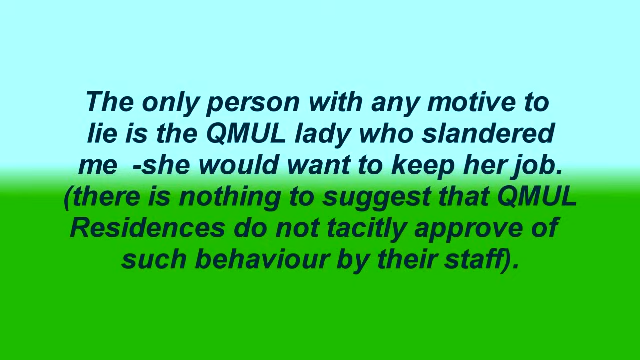 The only person with any motive to
lie is the QMUL lady who slandered
me -she would want to keep her job.
(there is nothing to suggest that QMUL
Residences do not tacitly approve of
such behaviour by their staff).